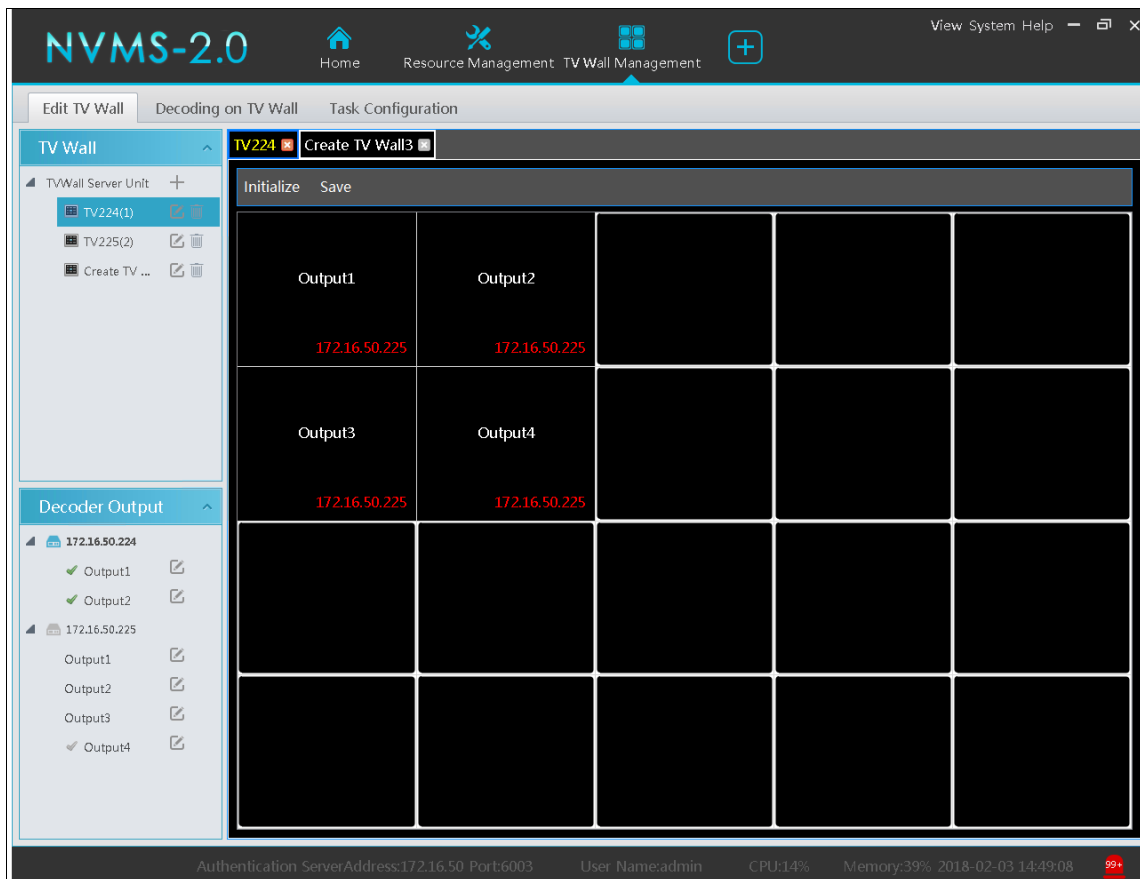 NVMS-2.0
Home
Resource Management
TV Wall Management
View System Help
Edit TV Wall
Decoding on TV Wall
Task Configuration
TV Wall
TVWall Server Unit
TV224(1)
TV225(2)
Create TV ...
TV224
Create TV Wall3
Initialize
Save
Output1
172.16.50.225
Output2
172.16.50.225
Output3
172.16.50.225
Output4
172.16.50.225
Decoder Output
172.16.50.224
Output1
Output2
172.16.50.225
Output1
Output2
Output3
Output4
Authentication ServerAddress:172.16.50 Port:6003
User Name:admin
CPU:14%
Memory:39% 2018-02-03 14:49:08
99+